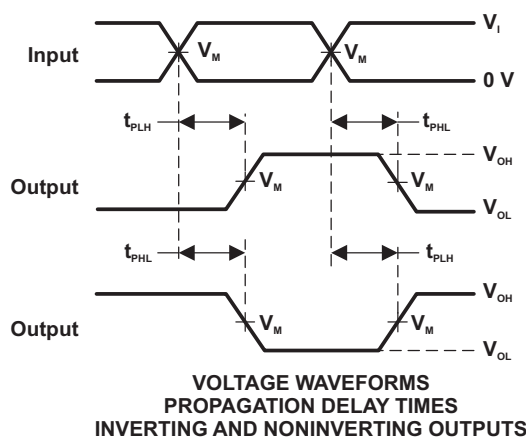 V_I
Input
V_M
V_M
0 V
t_PLH
t_PHL
V_OH
Output
V_M
V_M
V_OL
t_PHL
t_PLH
V_OH
Output
V_M
V_M
V_OL
VOLTAGE WAVEFORMS
PROPAGATION DELAY TIMES
INVERTING AND NONINVERTING OUTPUTS